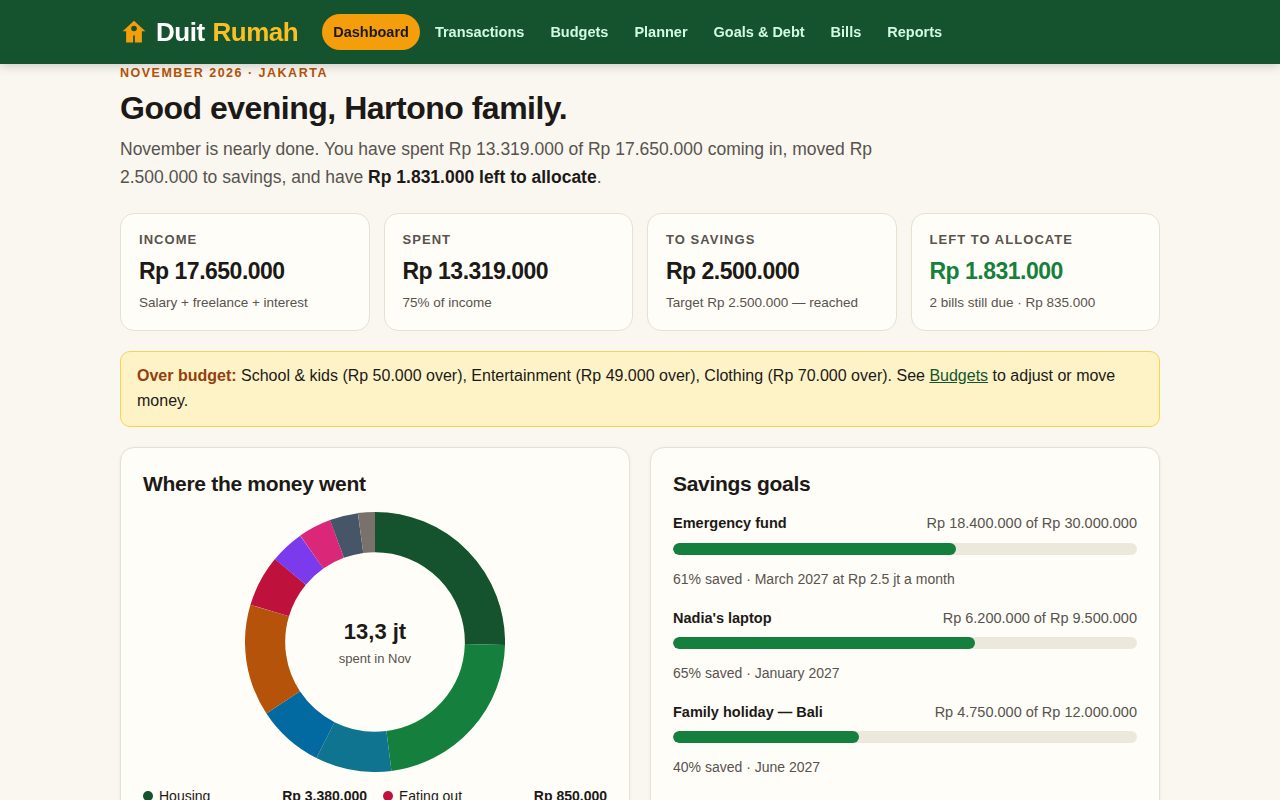 Duit Rumah
Dashboard
Transactions
Budgets
Planner
Goals & Debt
Bills
Reports
NOVEMBER 2026 · JAKARTA
Good evening, Hartono family.
November is nearly done. You have spent Rp 13.319.000 of Rp 17.650.000 coming in, moved Rp
2.500.000 to savings, and have Rp 1.831.000 left to allocate.
INCOME
Rp 17.650.000
Salary + freelance + interest
SPENT
Rp 13.319.000
75% of income
TO SAVINGS
Rp 2.500.000
Target Rp 2.500.000 — reached
LEFT TO ALLOCATE
Rp 1.831.000
2 bills still due · Rp 835.000
Over budget: School & kids (Rp 50.000 over), Entertainment (Rp 49.000 over), Clothing (Rp 70.000 over). See Budgets to adjust or move
money.
Where the money went
13,3 jt
spent in Nov
Housing Rp 3.380.000
Eating out Rp 850.000
Savings goals
Emergency fund Rp 18.400.000 of Rp 30.000.000
61% saved · March 2027 at Rp 2.5 jt a month
Nadia's laptop Rp 6.200.000 of Rp 9.500.000
65% saved · January 2027
Family holiday — Bali Rp 4.750.000 of Rp 12.000.000
40% saved · June 2027